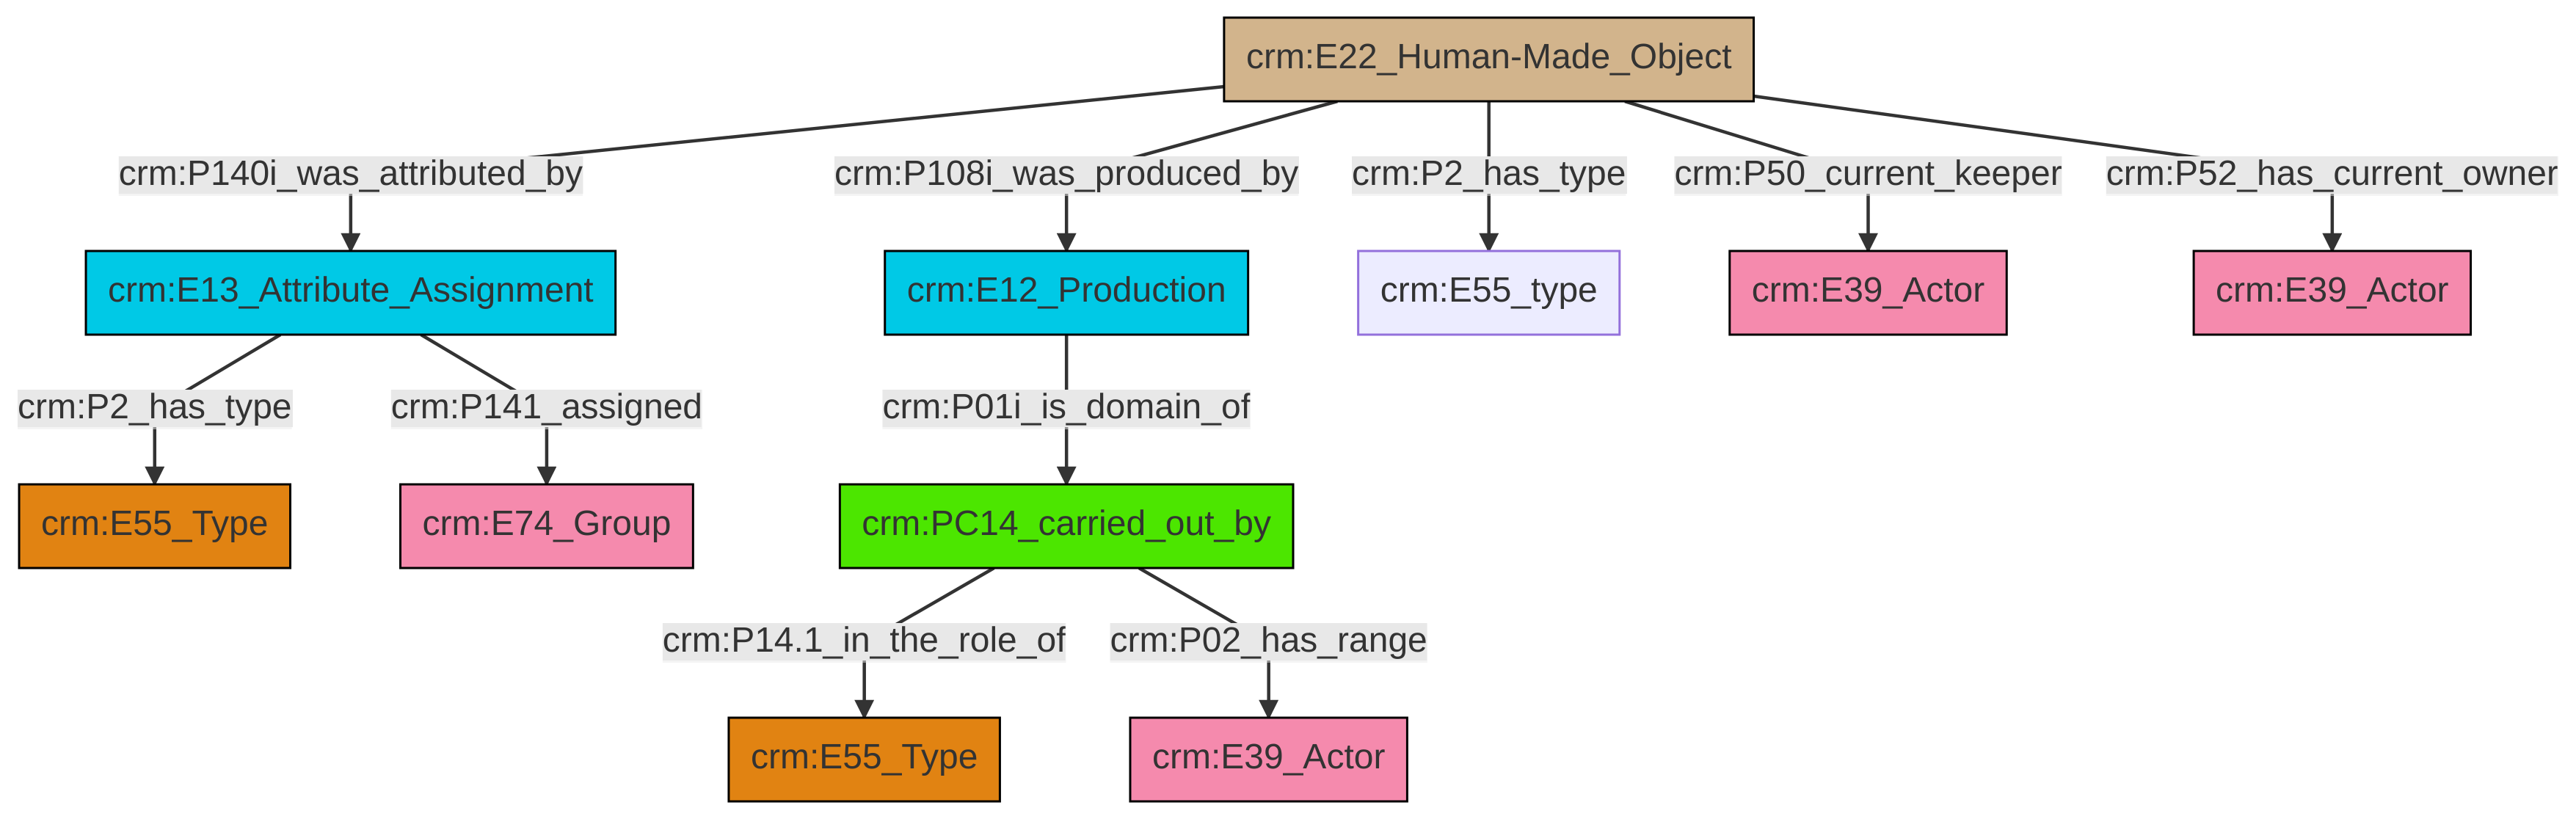 crm:E22_Human-Made_Object
crm:P140i_was_attributed_by
crm:P108i_was_produced_by
crm:P2_has_type
crm:P50_current_keeper
crm:P52_has_current_owner
crm:E13_Attribute_Assignment
crm:E12_Production
crm:E55_type
crm:E39_Actor
crm:E39_Actor
crm:P2_has_type
crm:P141_assigned
crm:P01i_is_domain_of
crm:E55_Type
crm:E74_Group
crm:PC14_carried_out_by
crm:P14.1_in_the_role_of
crm:P02_has_range
crm:E55_Type
crm:E39_Actor